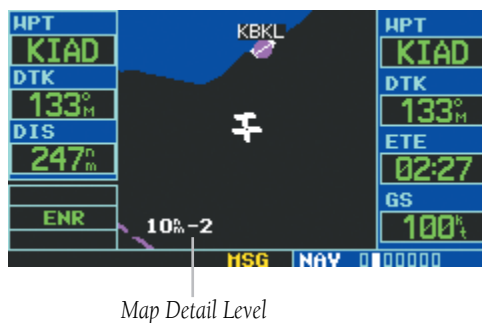 WPT
KIAD
DTK
133°M
DIS
247nm
ENR
KBKL
10nm-2
WPT
KIAD
DTK
133°M
ETE
02:27
GS
100kt
MSG
NAV
Map Detail Level